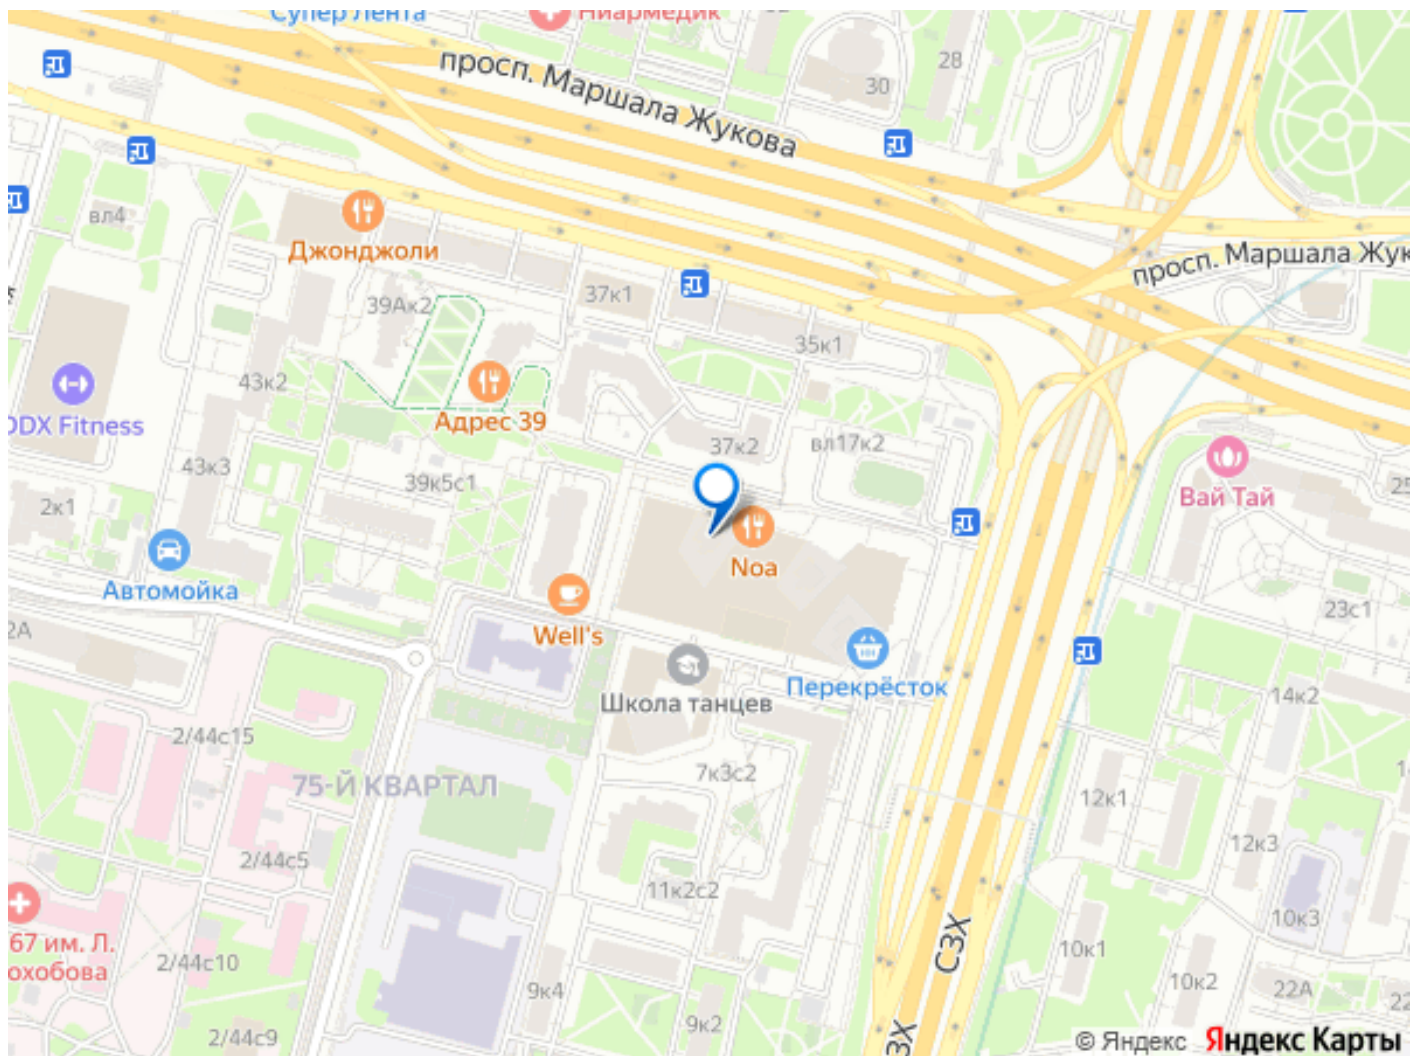 Супер Лента
Ниармедик
28
30
просп. Маршала Жукова
вл4
Джонджоли
просп. Маршала Жук
39Ак2
37к1
35к1
43к2
Адрес 39
DDX Fitness
37к2
вл17к2
43к3
39к5с1
Вай Тай
25
2к1
Noa
Автомойка
Well's
23с1
2А
Перекрёсток
Школа танцев
14к2
2/44с15
7к3с2
75-Й КВАРТАЛ
12к1
12к3
2/44с5
11к2с2
10к3
67 им. Л.
охобова
2/44с10
СЗХ
10к1
10к2
22А
9к4
9к2
2/44с9
СЗХ
© Яндекс Яндекс Карты